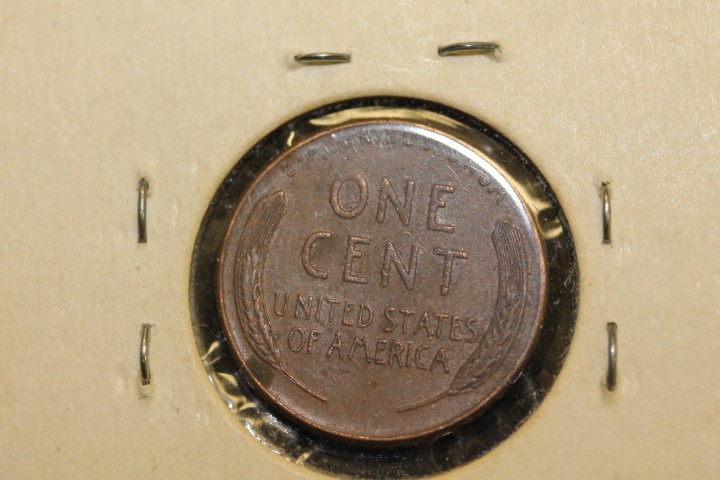 ONE
CENT
UNITED STATES
OF AMERICA